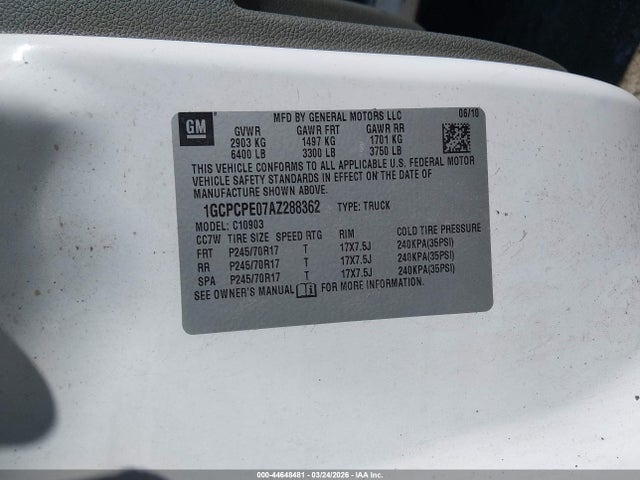 GM
MFD BY GENERAL MOTORS LLC 06/10
GVWR GAWR FRT GAWR RR
2903 KG 1497 KG 1701 KG
6400 LB 3300 LB 3750 LB
THIS VEHICLE CONFORMS TO ALL APPLICABLE U.S. FEDERAL MOTOR
VEHICLE SAFETY STANDARDS IN EFFECT ON THE DATE OF
MANUFACTURE SHOWN ABOVE.
1GCPCPE07AZ288362 TYPE: TRUCK
MODEL: C10903
CC7W TIRE SIZE SPEED RTG RIM COLD TIRE PRESSURE
FRT P245/70R17 T 17X7.5J 240KPA(35PSI)
RR P245/70R17 T 17X7.5J 240KPA(35PSI)
SPA P245/70R17 T 17X7.5J 240KPA(35PSI)
SEE OWNER'S MANUAL FOR MORE INFORMATION.
000-44648481 - 03/24/2026 - IAAI.COM